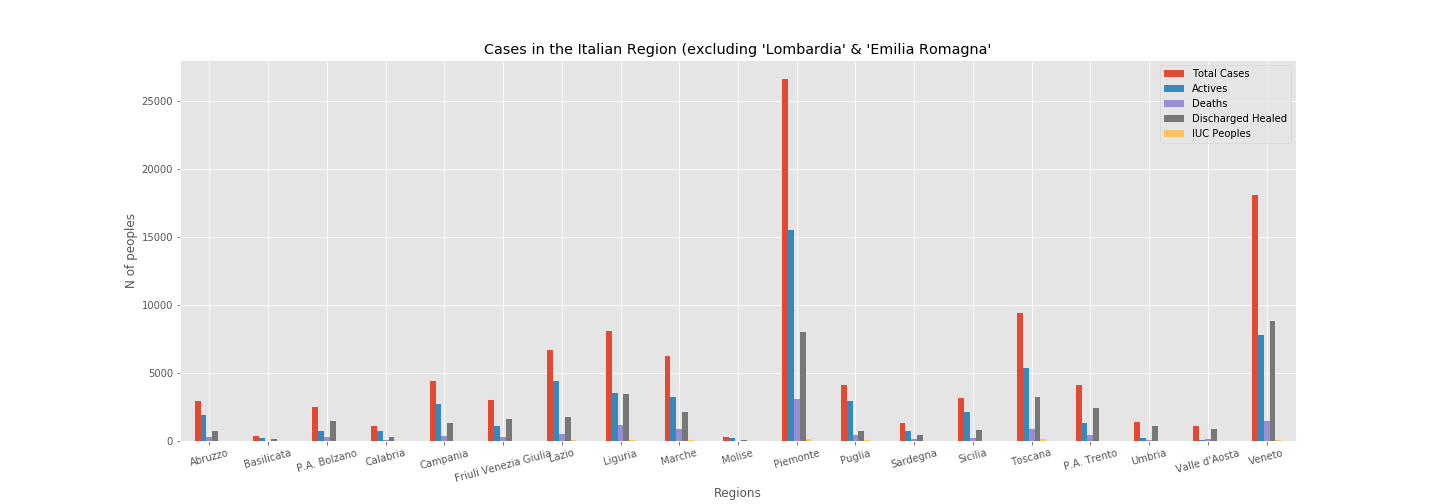 Cases in the Italian Region (excluding 'Lombardia' & 'Emilia Romagna'
Total Cases
Actives
Deaths
Discharged Healed
IUC Peoples
N of peoples
25000
20000
15000
10000
5000
0
Abruzzo
Basilicata
P.A. Bolzano
Calabria
Campania
Friuli Venezia Giulia
Lazio
Liguria
Marche
Molise
Piemonte
Puglia
Sardegna
Sicilia
Toscana
P.A. Trento
Umbria
Valle d'Aosta
Veneto
Regions